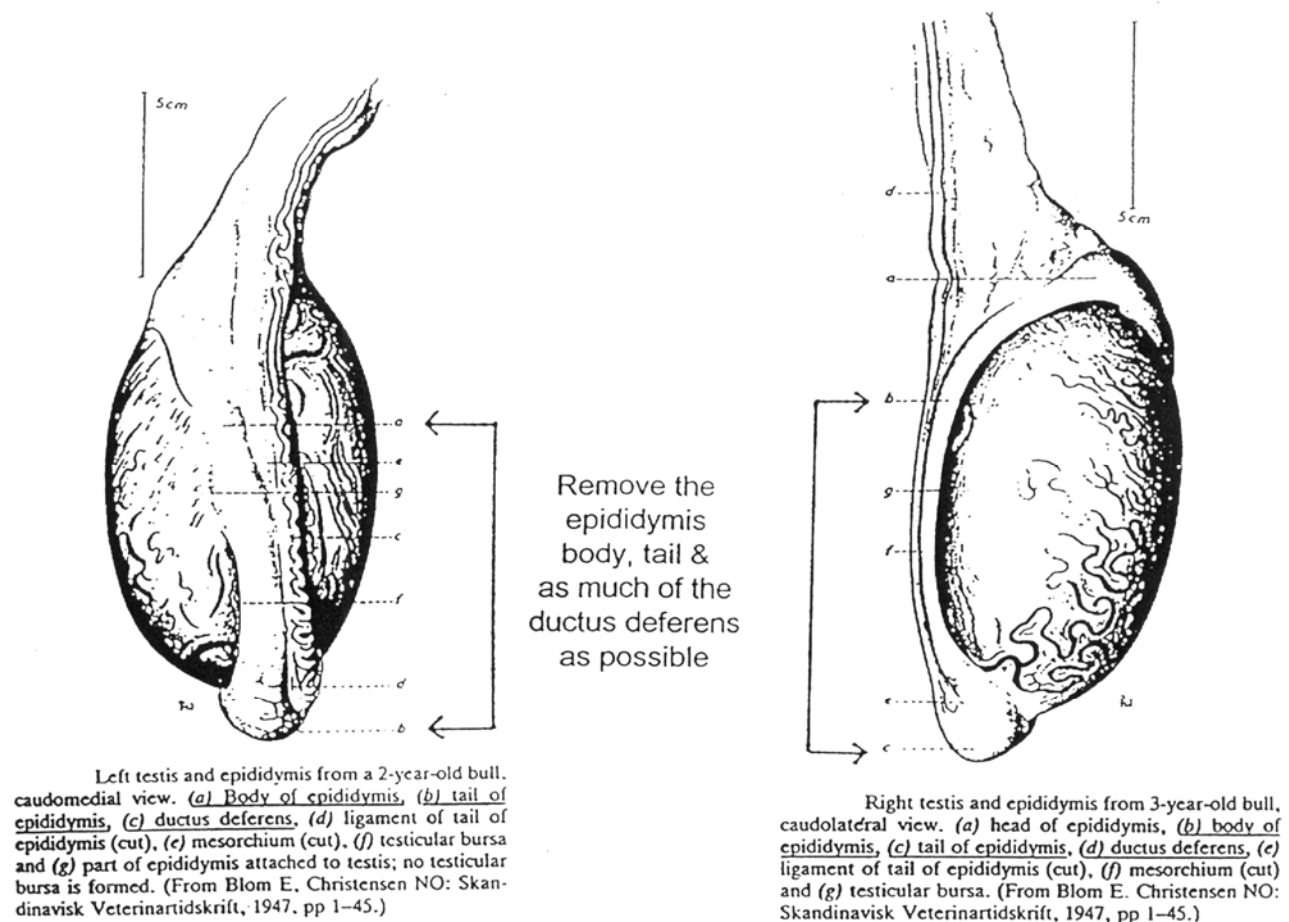 5cm
a
e
g
c
f
d
b
Left testis and epididymis from a 2-year-old bull.
caudomedial view. (a) Body of epididymis, (b) tail of
epididymis, (c) ductus deferens, (d) ligament of tail of
epididymis (cut), (e) mesorchium (cut), (f) testicular bursa
and (g) part of epididymis attached to testis; no testicular
bursa is formed. (From Blom E, Christensen NO: Skan-
dinavisk Veterinartidskrift, 1947, pp 1–45.)
Remove the
epididymis
body, tail &
as much of the
ductus deferens
as possible
5cm
d
a
b
g
f
e
c
Right testis and epididymis from 3-year-old bull,
caudolateral view. (a) head of epididymis, (b) body of
epididymis, (c) tail of epididymis, (d) ductus deferens, (e)
ligament of tail of epididymis (cut), (f) mesorchium (cut)
and (g) testicular bursa. (From Blom E. Christensen NO:
Skandinavisk Veterinartidskrift, 1947, pp 1–45.)